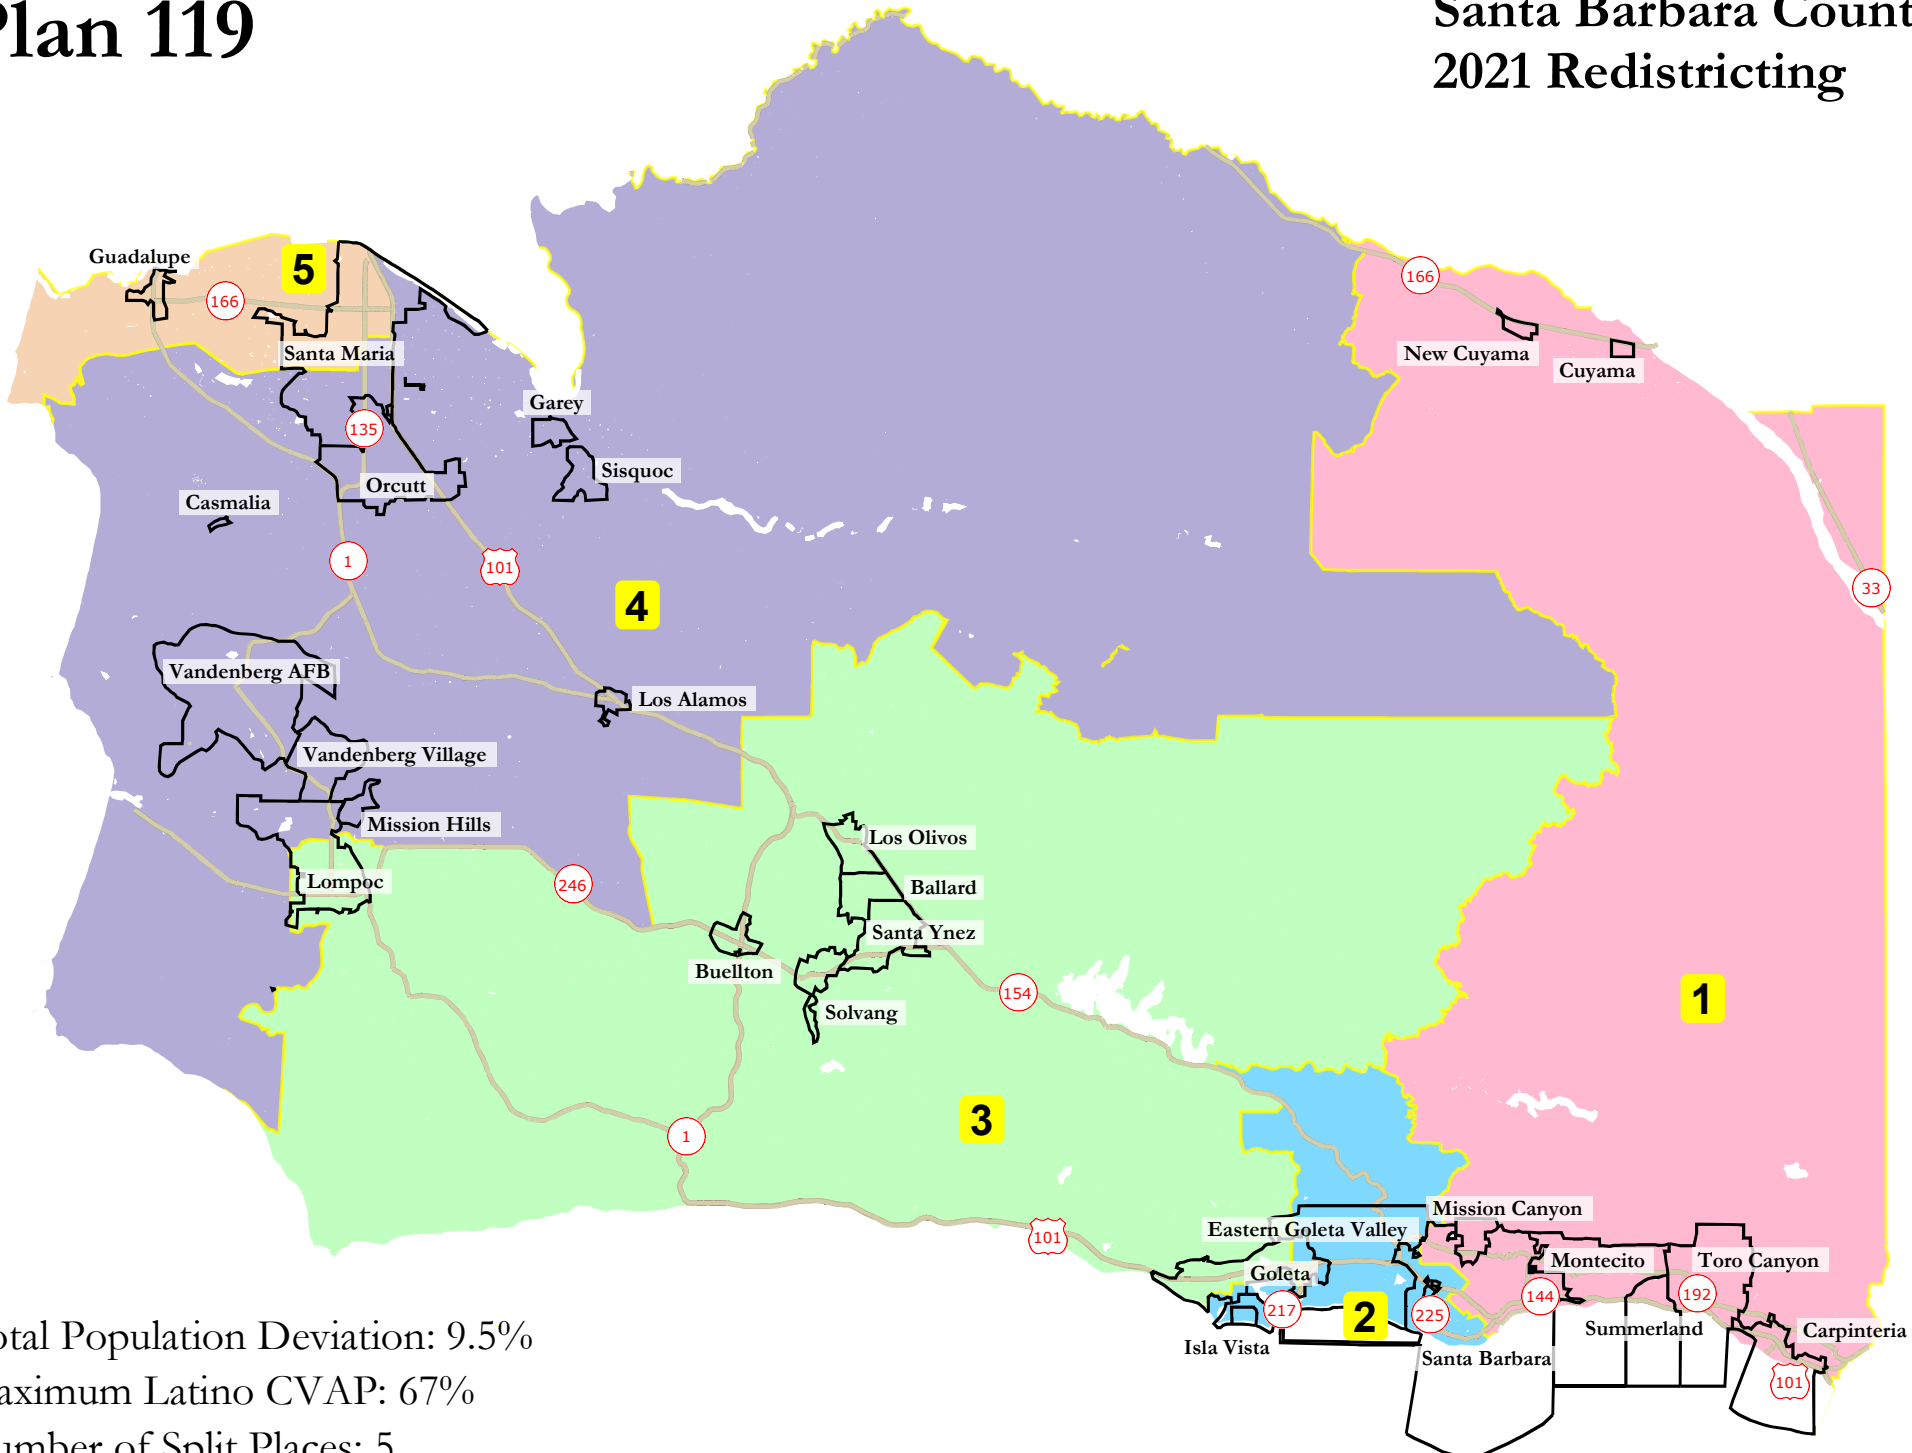 Plan 119
Santa Barbara Count
2021 Redistricting
Guadalupe
5
166
166
Santa Maria
New Cuyama
Cuyama
Garey
135
Sisquoc
Orcutt
Casmalia
1
101
33
4
Vandenberg AFB
Los Alamos
Vandenberg Village
Mission Hills
Los Olivos
Lompoc
246
Ballard
Santa Ynez
Buellton
154
1
Solvang
3
1
Mission Canyon
Eastern Goleta Valley
101
Montecito
Toro Canyon
Goleta
217
2
225
144
192
Summerland
Carpinteria
Isla Vista
Santa Barbara
101
otal Population Deviation: 9.5%
aximum Latino CVAP: 67%
umber of Split Places: 5